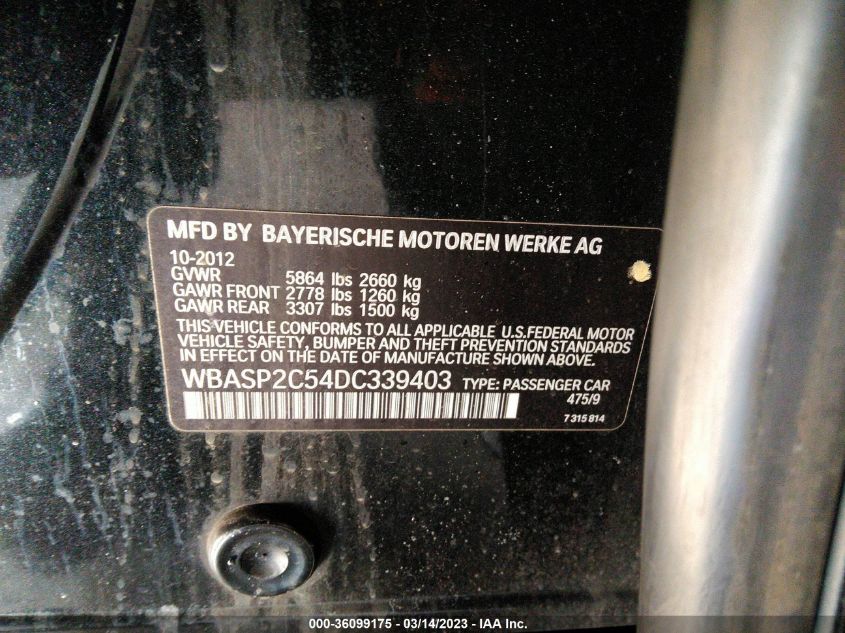 MFD BY BAYERISCHE MOTOREN WERKE AG
10-2012
GVWR 5864 lbs 2660 kg
GAWR FRONT 2778 lbs 1260 kg
GAWR REAR 3307 lbs 1500 kg
THIS VEHICLE CONFORMS TO ALL APPLICABLE U.S.FEDERAL MOTOR
VEHICLE SAFETY, BUMPER AND THEFT PREVENTION STANDARDS
IN EFFECT ON THE DATE OF MANUFACTURE SHOWN ABOVE.
WBASP2C54DC339403 TYPE: PASSENGER CAR
475/9
7 315 814
000-36099175 - 03/14/2023 - IAA Inc.